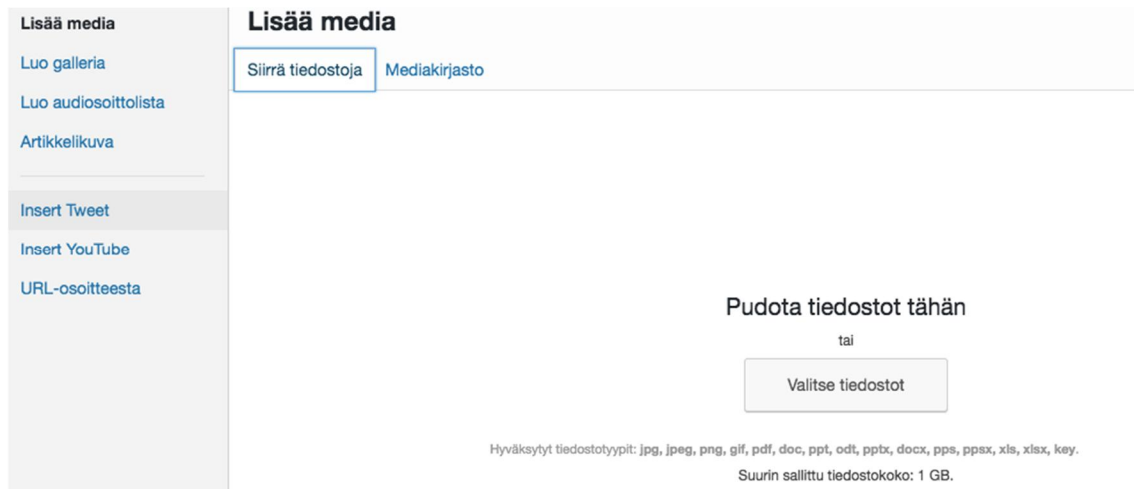 Lisää media
Luo galleria
Luo audiosoittolista
Artikkelikuva
Insert Tweet
Insert YouTube
URL-osoitteesta
Lisää media
Siirrä tiedostoja Mediakirjasto
Pudota tiedostot tähän
tai
Valitse tiedostot
Hyväksytyt tiedostotyypit: jpg, jpeg, png, gif, pdf, doc, ppt, odt, pptx, docx, pps, ppsx, xls, xlsx, key.
Suurin sallittu tiedostokoko: 1 GB.